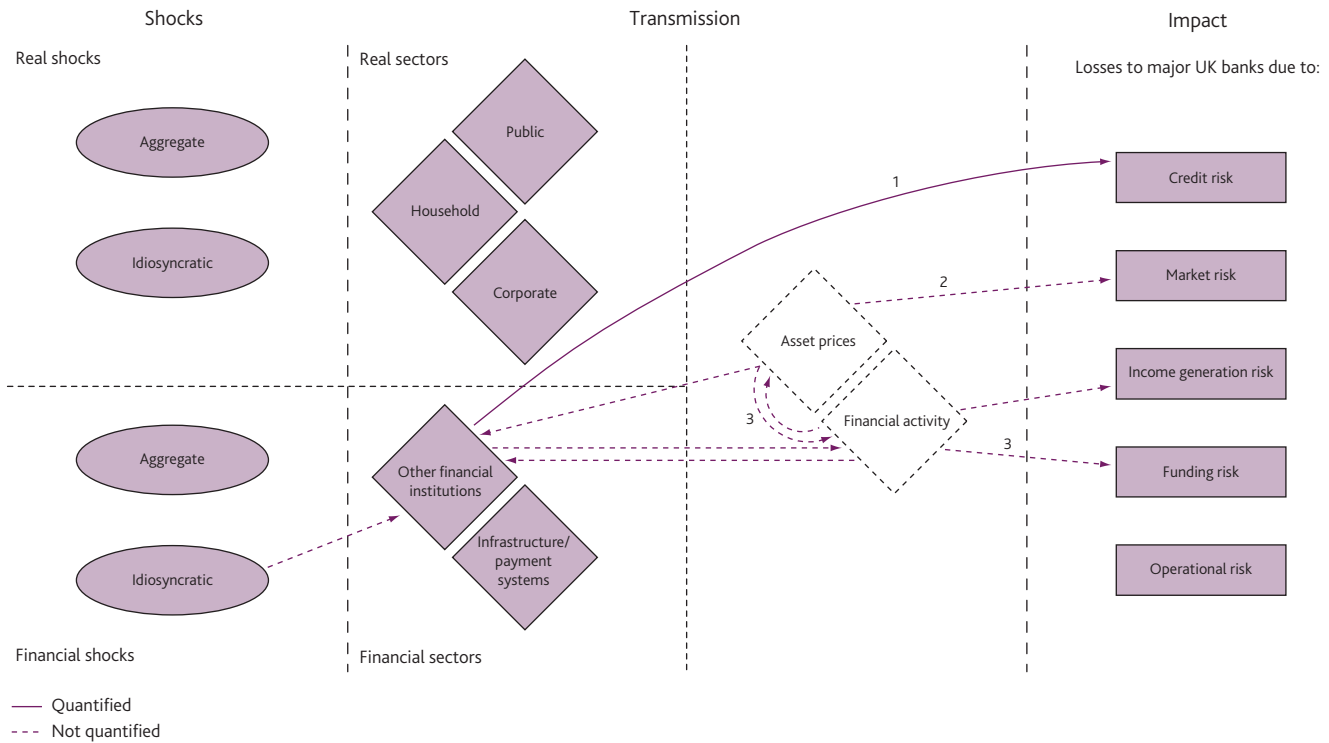 Shocks
Transmission
Impact
Real shocks
Real sectors
Losses to major UK banks due to:
Aggregate
Public
Credit risk
1
Household
Idiosyncratic
Corporate
Market risk
2
Asset prices
Income generation risk
Financial activity
3
3
Aggregate
Other financial
institutions
Funding risk
Infrastructure/
payment
systems
Idiosyncratic
Operational risk
Financial shocks
Financial sectors
Quantified
Not quantified